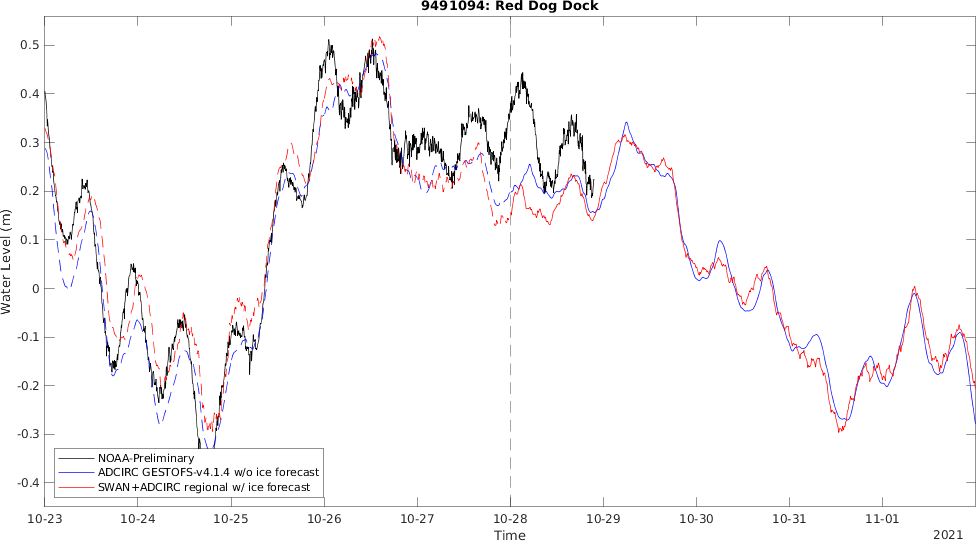 9491094: Red Dog Dock
0.5
0.4
0.3
0.2
0.1
0
-0.1
-0.2
-0.3
-0.4
Water Level (m)
NOAA-Preliminary
ADCIRC GESTOFS-v4.1.4 w/o ice forecast
SWAN+ADCIRC regional w/ ice forecast
10-23 10-24 10-25 10-26 10-27 10-28 10-29 10-30 10-31 11-01
Time
2021